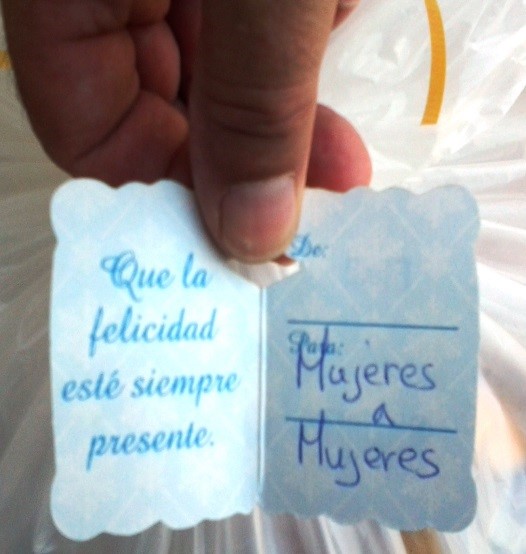 Que la
felicidad
esté siempre
presente.
De:
Para:
Mujeres
a
Mujeres